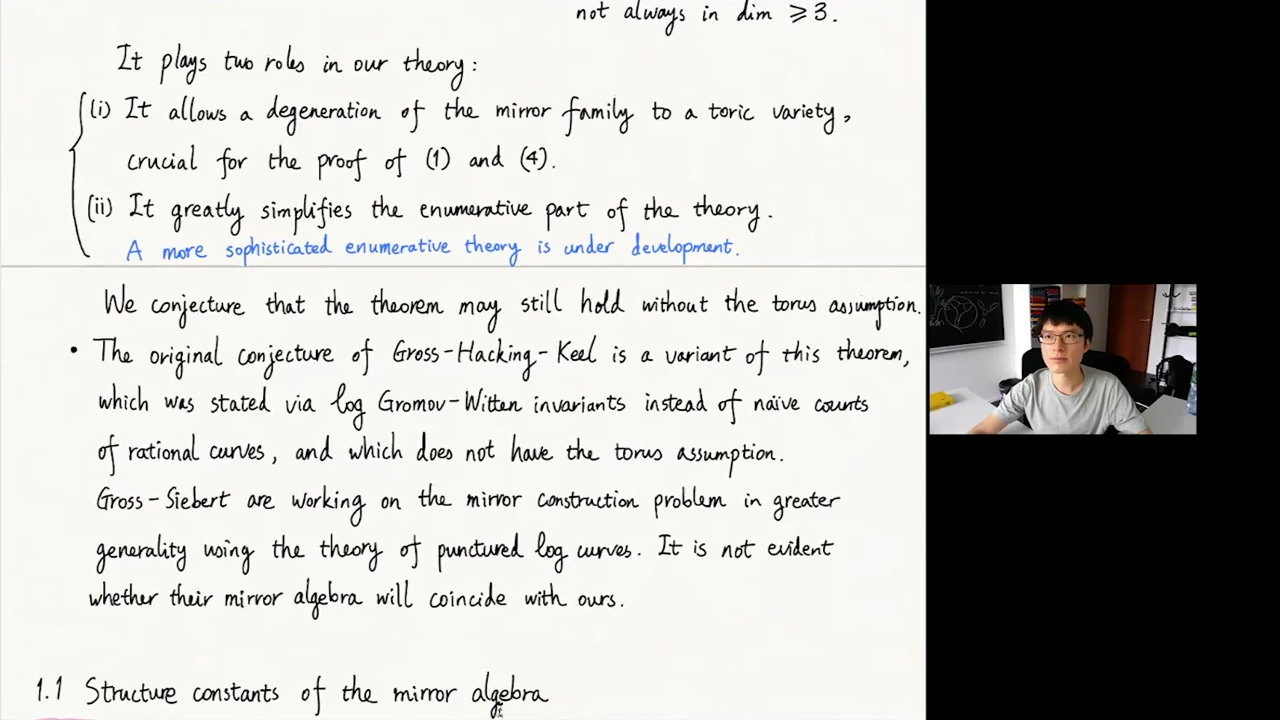 not always in dim ⩾3.
It plays two roles in our theory:
(i) It allows a degeneration of the mirror family to a toric variety,
crucial for the proof of (1) and (4).
(ii) It greatly simplifies the enumerative part of the theory.
A more sophisticated enumerative theory is under development.
We conjecture that the theorem may still hold without the torus assumption.
• The original conjecture of Gross-Hacking-Keel is a variant of this theorem,
which was stated via log Gromov-Witten invariants instead of naïve counts
of rational curves, and which does not have the torus assumption.
Gross-Siebert are working on the mirror construction problem in greater
generality using the theory of punctured log curves. It is not evident
whether their mirror algebra will coincide with ours.
1.1 Structure constants of the mirror algebra